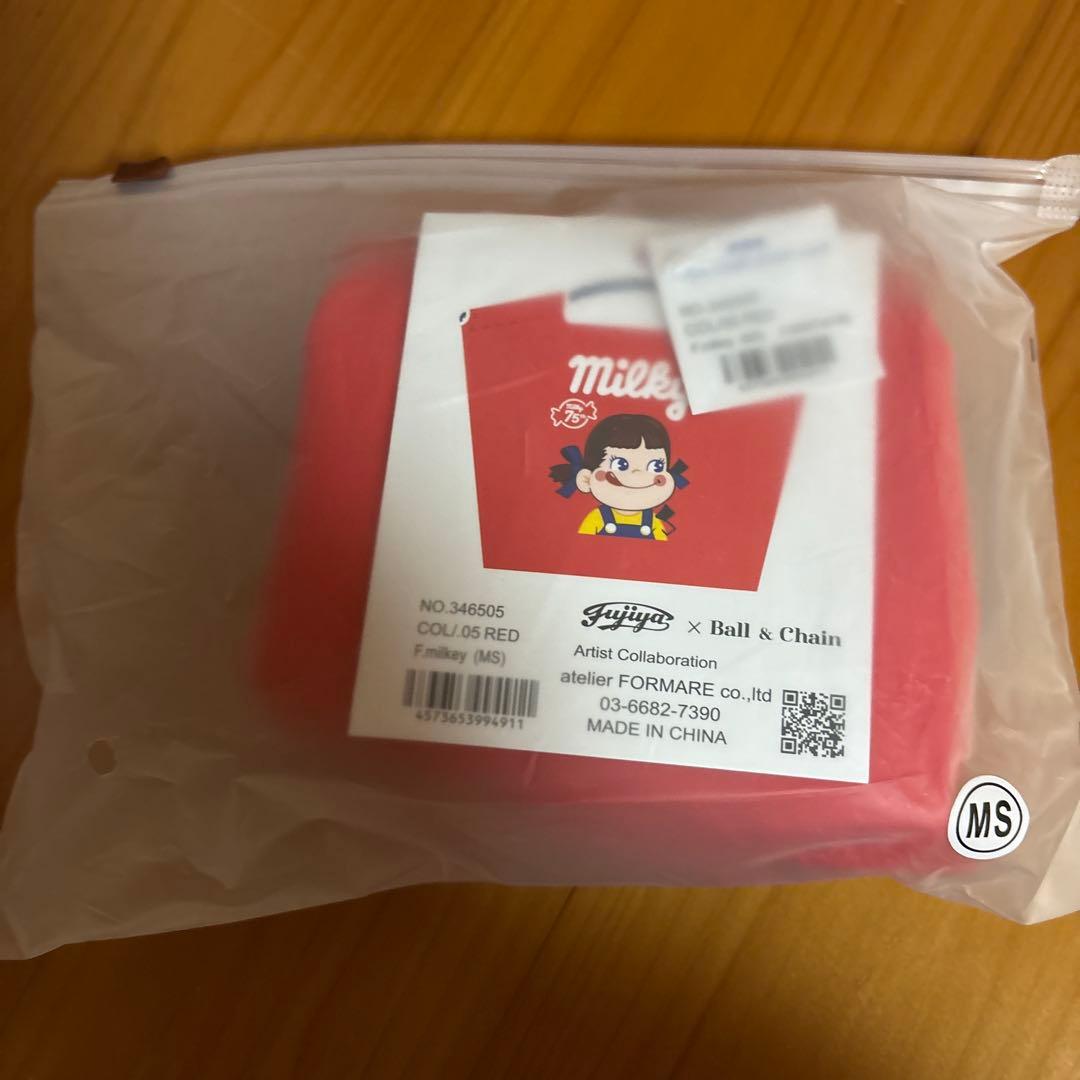 Milky
Milky
75th
NO.346505
COL/.05 RED
F.milkey (MS)
4573653994911
Fujiya × Ball & Chain
Artist Collaboration
atelier FORMARE co.,ltd
03-6682-7390
MADE IN CHINA
MS